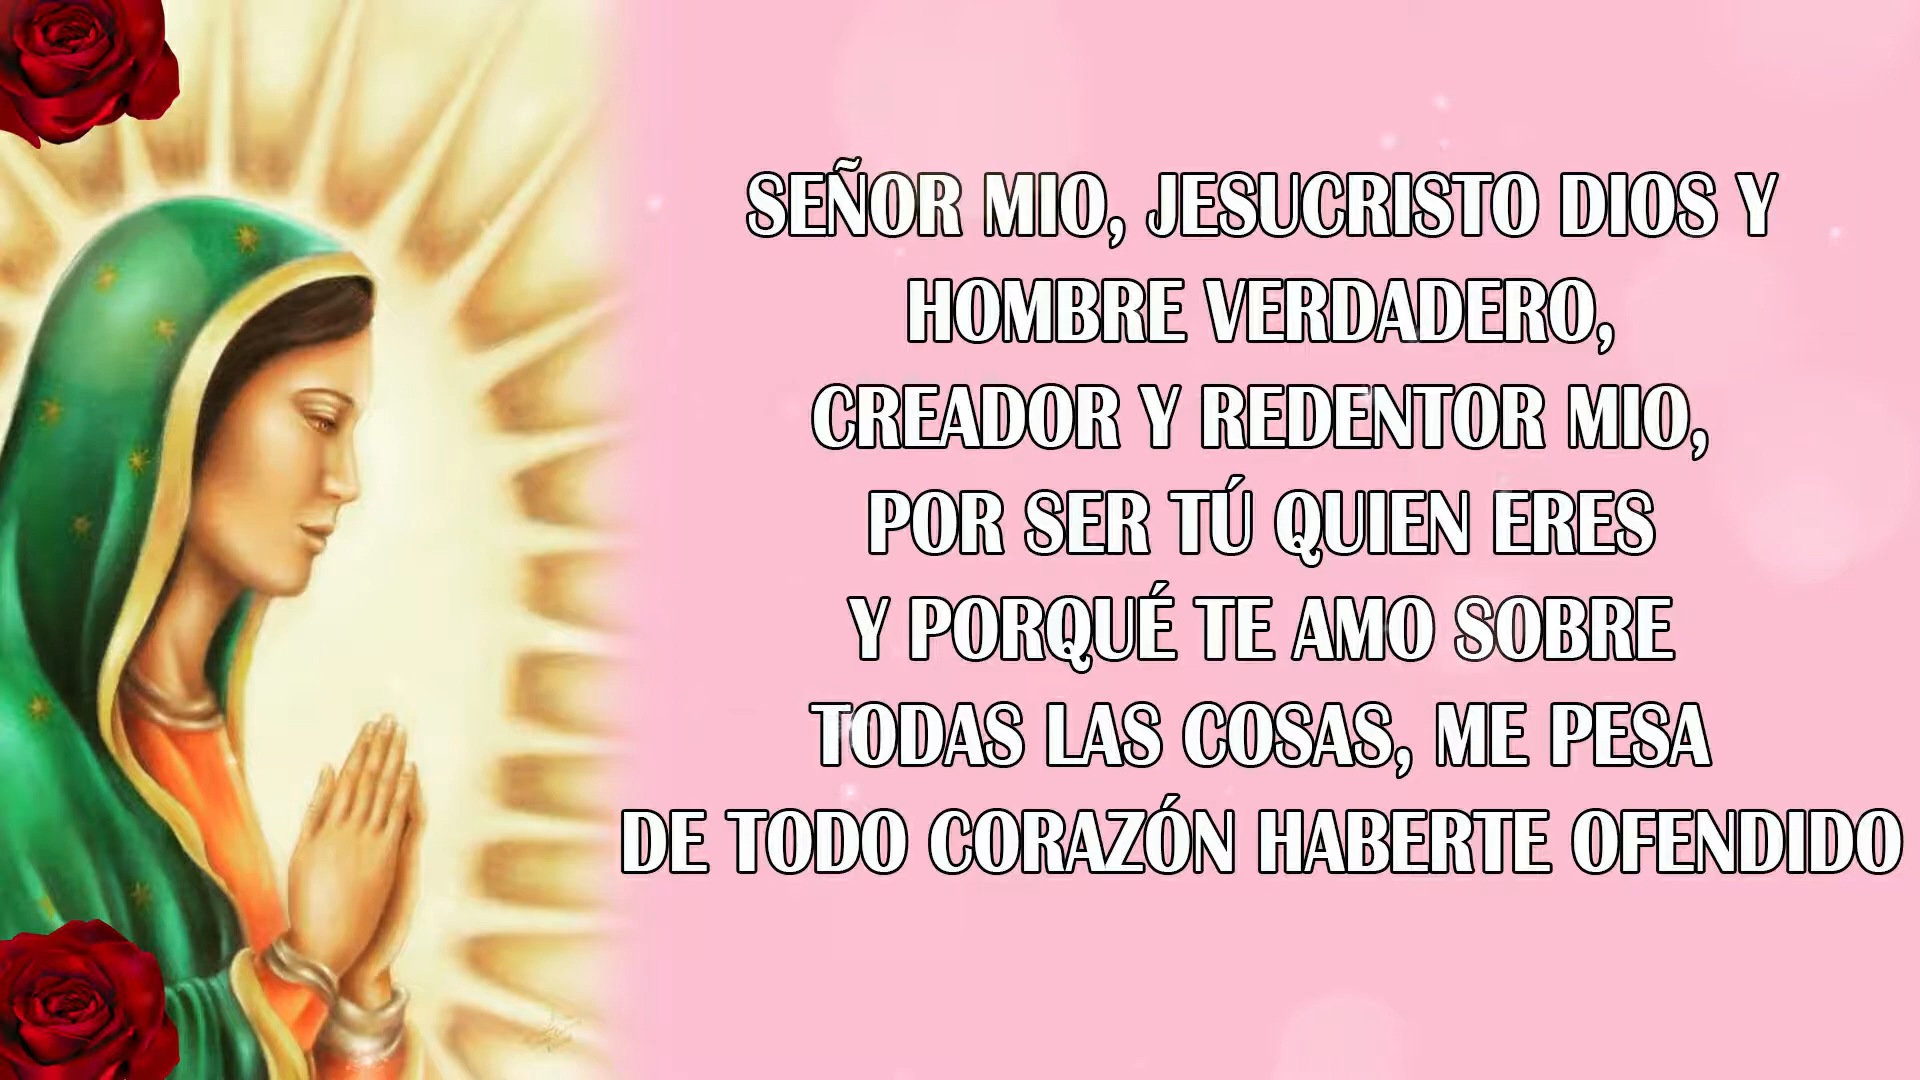 SEÑOR MIO, JESUCRISTO DIOS Y
HOMBRE VERDADERO,
CREADOR Y REDENTOR MIO,
POR SER TÚ QUIEN ERES
Y PORQUÉ TE AMO SOBRE
TODAS LAS COSAS, ME PESA
DE TODO CORAZÓN HABERTE OFENDIDO